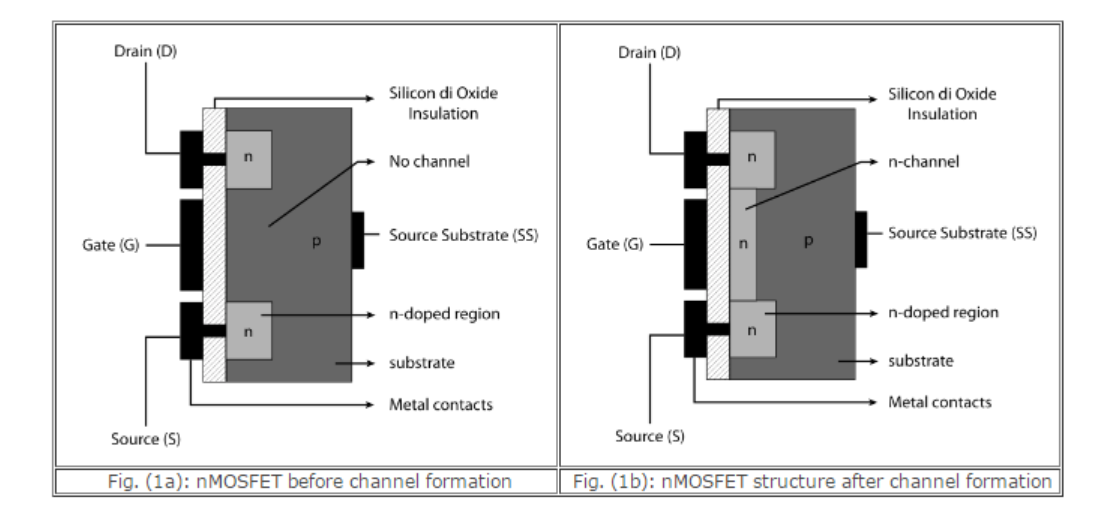 Drain (D)
Silicon di Oxide
Insulation
n
No channel
Gate (G)
p
Source Substrate (SS)
n-doped region
n
substrate
Metal contacts
Source (S)
Fig. (1a): nMOSFET before channel formation
Drain (D)
Silicon di Oxide
Insulation
n
n-channel
Gate (G)
n
p
Source Substrate (SS)
n-doped region
n
substrate
Metal contacts
Source (S)
Fig. (1b): nMOSFET structure after channel formation